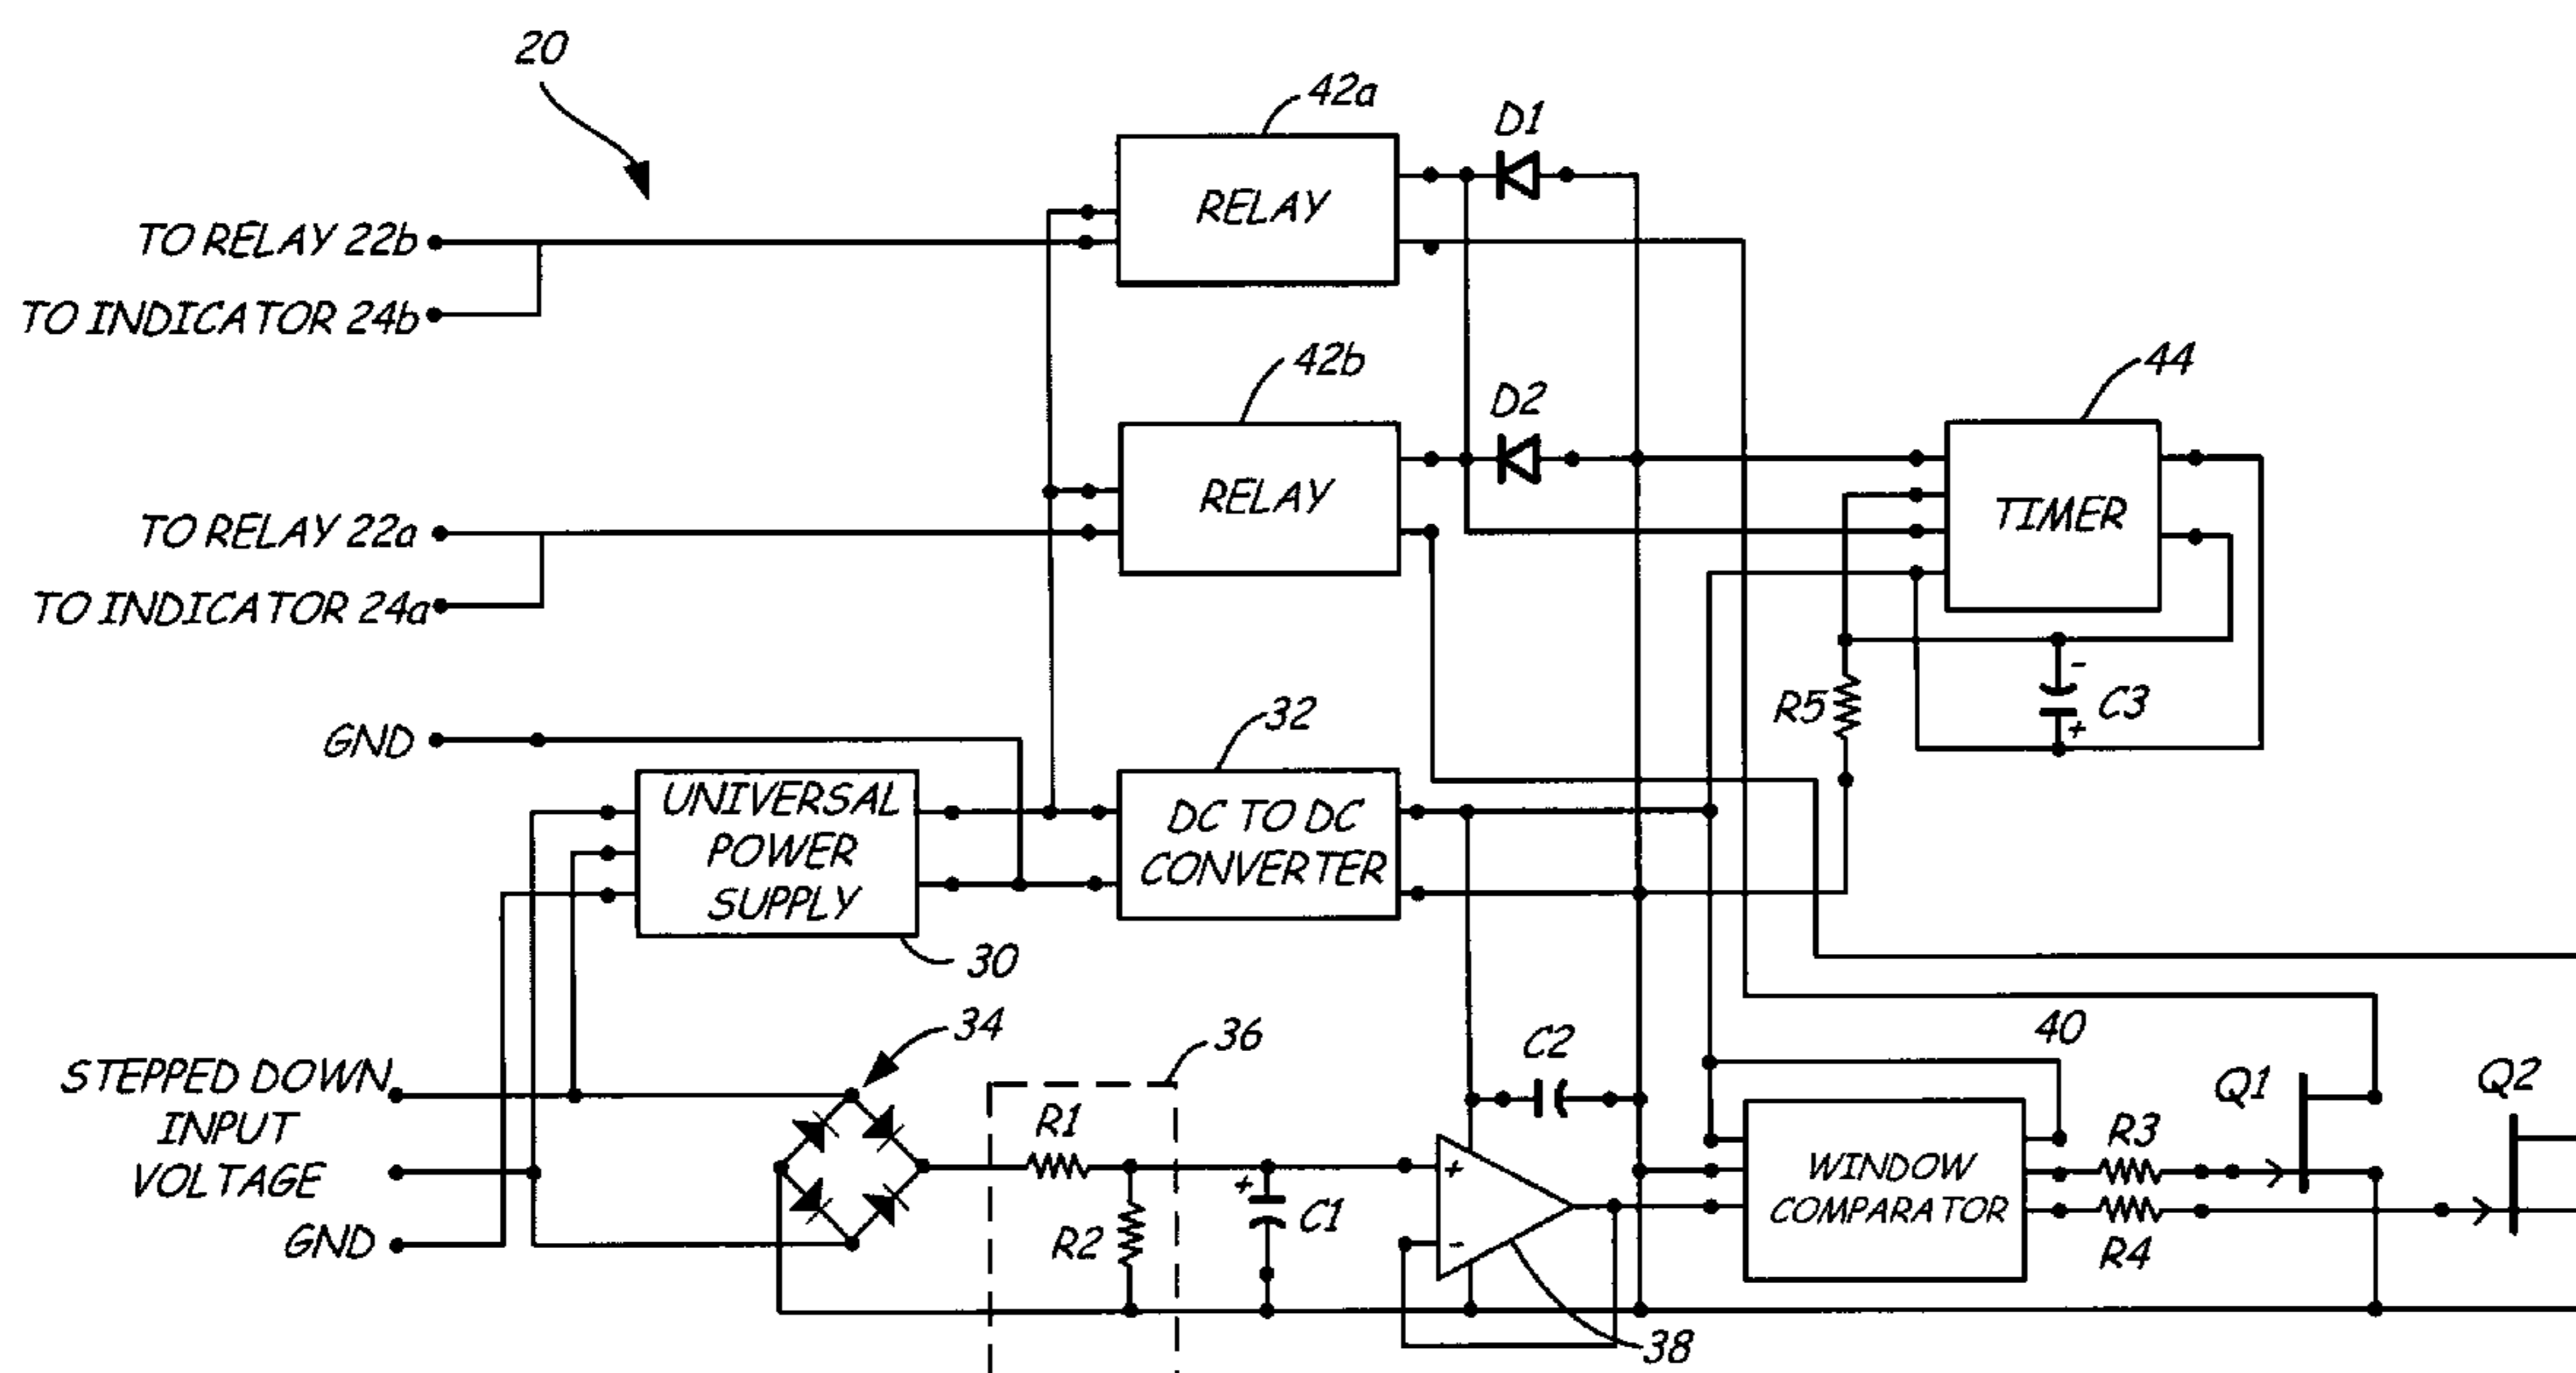 20
42a
D1
RELAY
TO RELAY 22b
TO INDICATOR 24b
42b
D2
44
RELAY
TIMER
TO RELAY 22a
TO INDICATOR 24a
32
-
R5
C3
+
GND
UNIVERSAL
POWER
SUPPLY
DC TO DC
CONVERTER
30
34
36
C2
40
STEPPED DOWN
INPUT
VOLTAGE
GND
R1
R2
+
C1
+
-
38
WINDOW
COMPARATOR
R3
R4
Q1
Q2